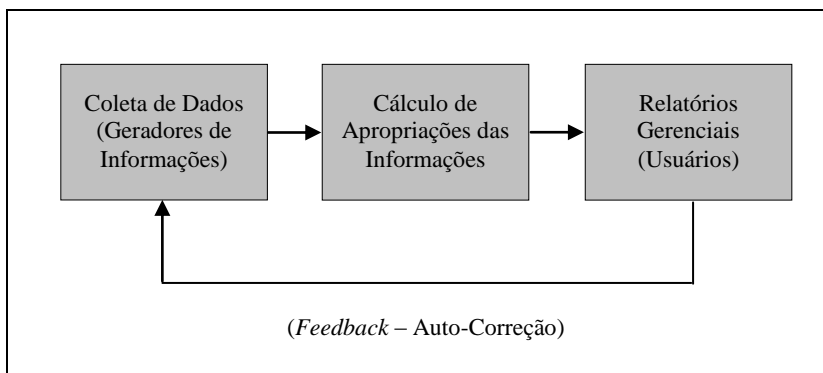 Coleta de Dados
(Geradores de
Informações)
Cálculo de
Apropriações das
Informações
Relatórios
Gerenciais
(Usuários)
(Feedback – Auto-Correção)